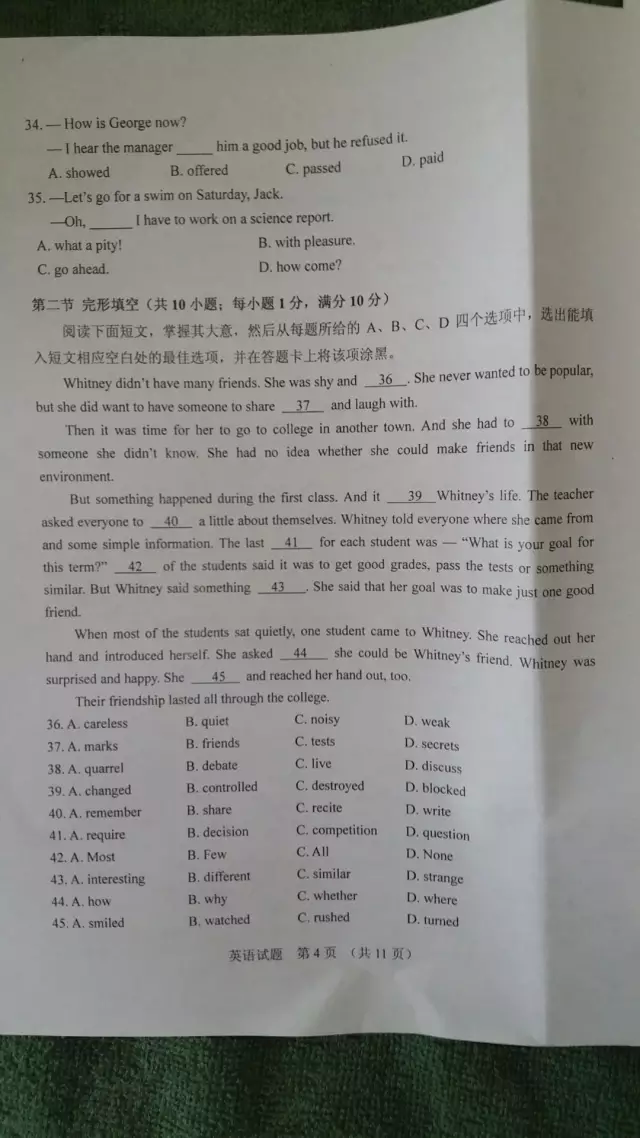 34. — How is George now?
— I hear the manager _____ him a good job, but he refused it.
A. showed B. offered C. passed D. paid
35. —Let's go for a swim on Saturday, Jack.
—Oh, ______ I have to work on a science report.
A. what a pity! B. with pleasure.
C. go ahead. D. how come?
第二节 完形填空（共 10 小题；每小题 1 分，满分 10 分）
阅读下面短文，掌握其大意，然后从每题所给的 A、B、C、D 四个选项中，选出能填
入短文相应空白处的最佳选项，并在答题卡上将该项涂黑。
Whitney didn't have many friends. She was shy and 36 . She never wanted to be popular,
but she did want to have someone to share 37 and laugh with.
Then it was time for her to go to college in another town. And she had to 38 with
someone she didn't know. She had no idea whether she could make friends in that new
environment.
But something happened during the first class. And it 39 Whitney's life. The teacher
asked everyone to 40 a little about themselves. Whitney told everyone where she came from
and some simple information. The last 41 for each student was — “What is your goal for
this term?” 42 of the students said it was to get good grades, pass the tests or something
similar. But Whitney said something 43 . She said that her goal was to make just one good
friend.
When most of the students sat quietly, one student came to Whitney. She reached out her
hand and introduced herself. She asked 44 she could be Whitney's friend. Whitney was
surprised and happy. She 45 and reached her hand out, too.
Their friendship lasted all through the college.
36. A. careless B. quiet C. noisy D. weak
37. A. marks B. friends C. tests D. secrets
38. A. quarrel B. debate C. live D. discuss
39. A. changed B. controlled C. destroyed D. blocked
40. A. remember B. share C. recite D. write
41. A. require B. decision C. competition D. question
42. A. Most B. Few C. All D. None
43. A. interesting B. different C. similar D. strange
44. A. how B. why C. whether D. where
45. A. smiled B. watched C. rushed D. turned
英语试题 第 4 页 （共 11 页）